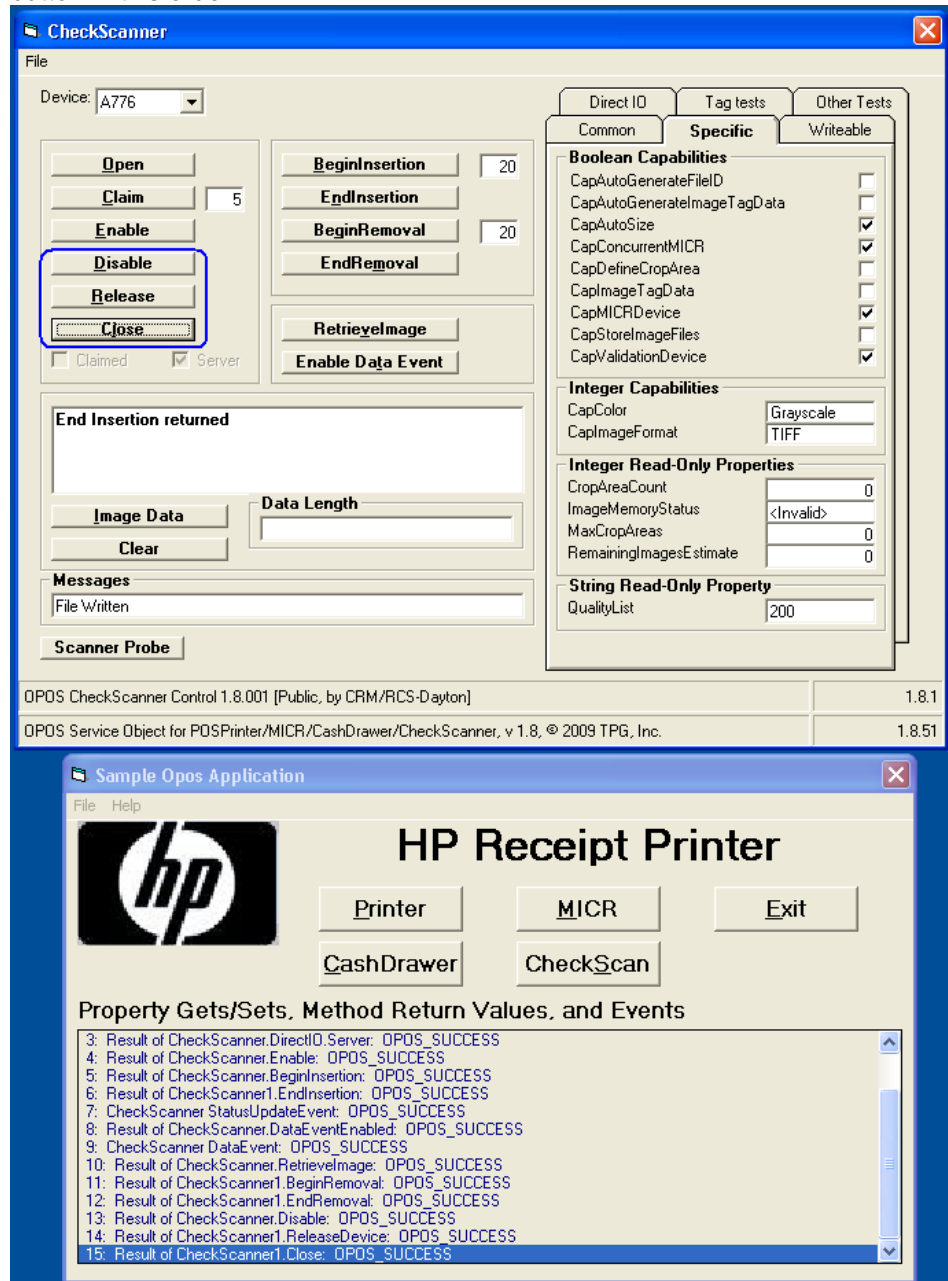 CheckScanner
File
Device: A776
Open
Claim 5
Enable
Disable
Release
Close
Claimed Server
BeginInsertion 20
EndInsertion
BeginRemoval 20
EndRemoval
RetrieveImage
Enable Data Event
End Insertion returned
Image Data
Clear
Data Length
Messages
File Written
Scanner Probe
Direct IO Tag tests Other Tests
Common Specific Writeable
Boolean Capabilities
CapAutoGenerateFileID
CapAutoGenerateImageTagData
CapAutoSize
CapConcurrentMICR
CapDefineCropArea
CapImageTagData
CapMICRDevice
CapStoreImageFiles
CapValidationDevice
Integer Capabilities
CapColor Grayscale
CapImageFormat TIFF
Integer Read-Only Properties
CropAreaCount 0
ImageMemoryStatus <Invalid>
MaxCropAreas 0
RemainingImagesEstimate 0
String Read-Only Property
QualityList 200
OPOS CheckScanner Control 1.8.001 [Public, by CRM/RCS-Dayton] 1.8.1
OPOS Service Object for POSPrinter/MICR/CashDrawer/CheckScanner, v 1.8, © 2009 TPG, Inc. 1.8.51
Sample Opos Application
File Help
hp
HP Receipt Printer
Printer MICR Exit
CashDrawer CheckScan
Property Gets/Sets, Method Return Values, and Events
3: Result of CheckScanner.DirectIO.Server: OPOS_SUCCESS
4: Result of CheckScanner.Enable: OPOS_SUCCESS
5: Result of CheckScanner.BeginInsertion: OPOS_SUCCESS
6: Result of CheckScanner1.EndInsertion: OPOS_SUCCESS
7: CheckScanner StatusUpdateEvent: OPOS_SUCCESS
8: Result of CheckScanner.DataEventEnabled: OPOS_SUCCESS
9: CheckScanner DataEvent: OPOS_SUCCESS
10: Result of CheckScanner.RetrieveImage: OPOS_SUCCESS
11: Result of CheckScanner1.BeginRemoval: OPOS_SUCCESS
12: Result of CheckScanner1.EndRemoval: OPOS_SUCCESS
13: Result of CheckScanner.Disable: OPOS_SUCCESS
14: Result of CheckScanner1.ReleaseDevice: OPOS_SUCCESS
15: Result of CheckScanner1.Close: OPOS_SUCCESS